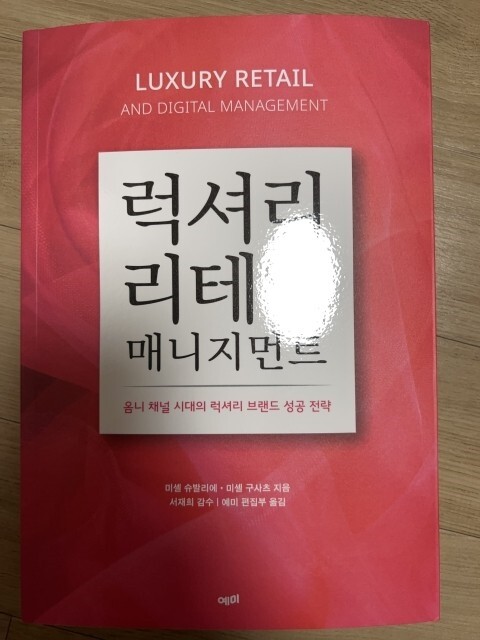 LUXURY RETAIL
AND DIGITAL MANAGEMENT
럭셔리
리테
매니지먼트
옴니 채널 시대의 럭셔리 브랜드 성공 전략
미셸 슈발리에 · 미셸 구사츠 지음
서재희 감수 | 예미 편집부 옮김
예미